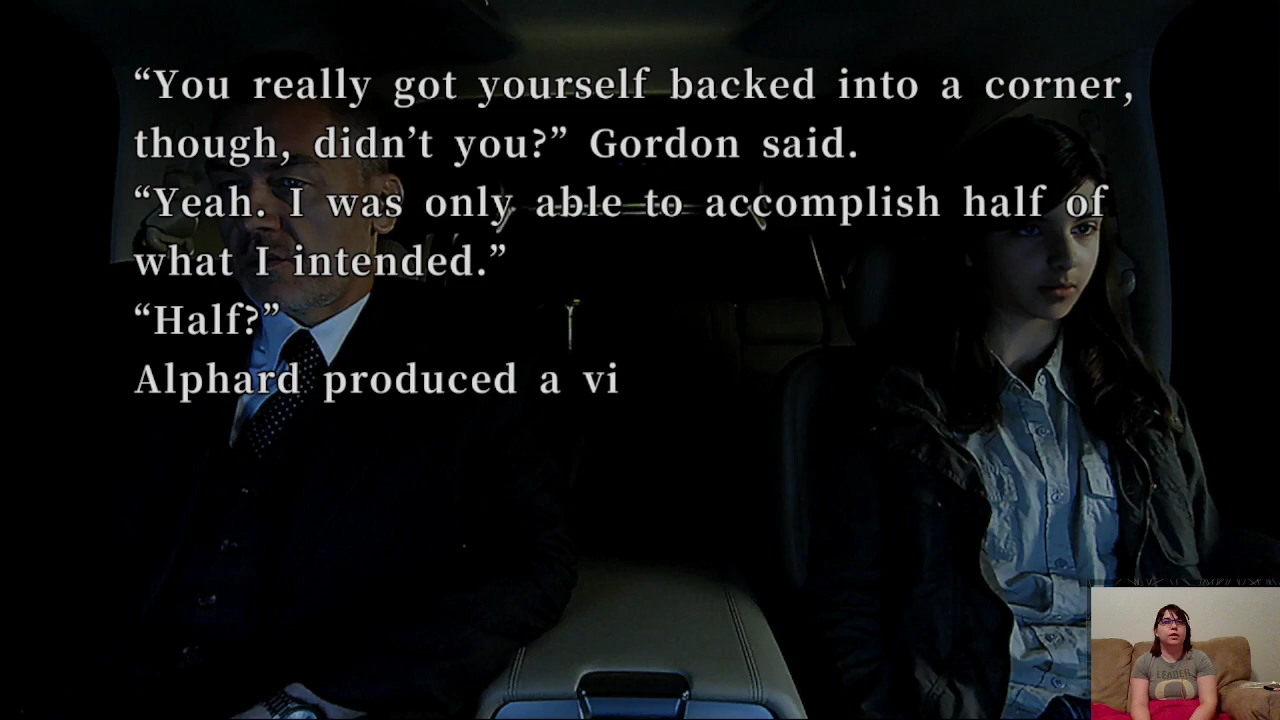 “You really got yourself backed into a corner,
though, didn’t you?” Gordon said.
“Yeah. I was only able to accomplish half of
what I intended.”
“Half?”
Alphard produced a vi
LEADER